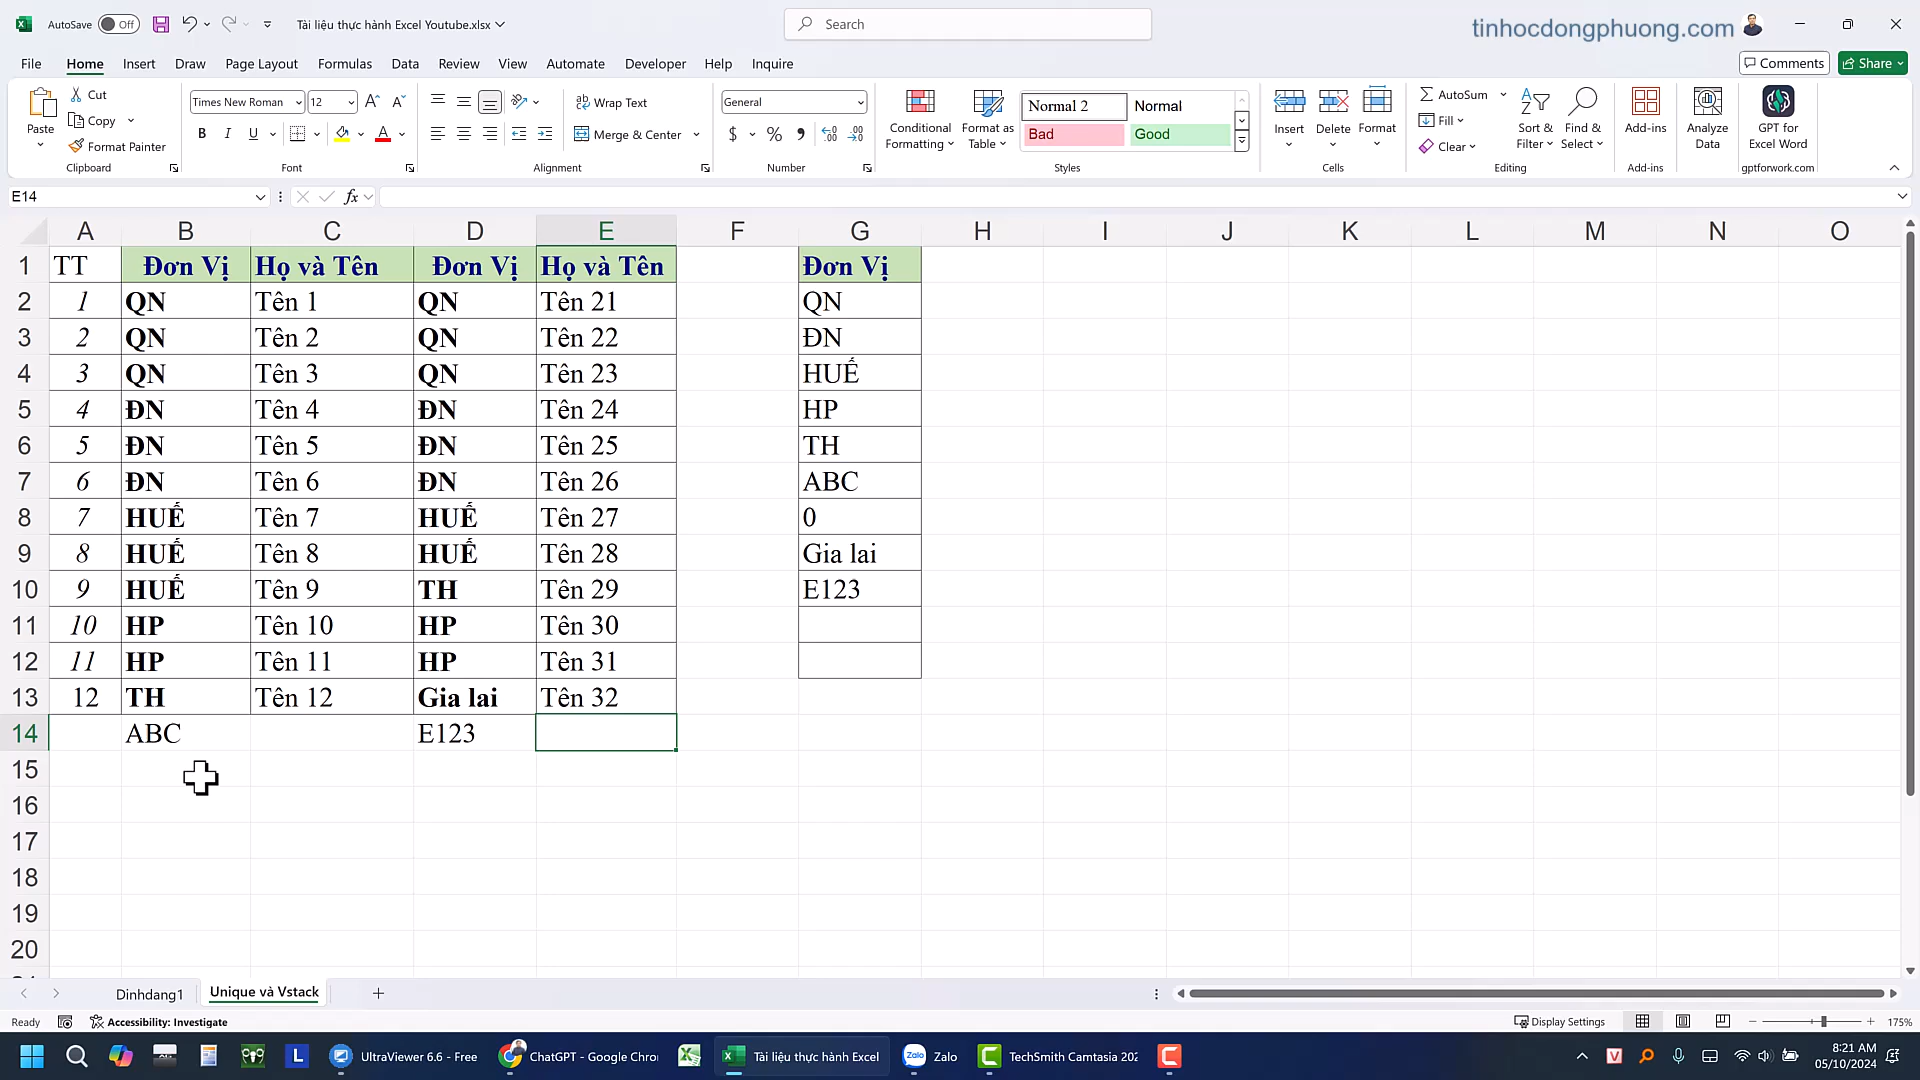 AutoSave Off Tài liệu thực hành Excel Youtube.xlsx Search tinhocdongphuong.com
File Home Insert Draw Page Layout Formulas Data Review View Automate Developer Help Inquire Comments Share
Paste Cut Copy Format Painter Clipboard
Times New Roman 12 B I U Font
Wrap Text Merge & Center Alignment
General $ % Number
Conditional Formatting Format as Table Normal 2 Normal Bad Good Styles
Insert Delete Format Cells
AutoSum Fill Clear Sort & Filter Find & Select Editing
Add-ins Add-ins
Analyze Data
GPT for Excel Word gptforwork.com
E14 fx
A B C D E F G H I J K L M N O
1 TT Đơn Vị Họ và Tên Đơn Vị Họ và Tên Đơn Vị
2 1 QN Tên 1 QN Tên 21 QN
3 2 QN Tên 2 QN Tên 22 ĐN
4 3 QN Tên 3 QN Tên 23 HUẾ
5 4 ĐN Tên 4 ĐN Tên 24 HP
6 5 ĐN Tên 5 ĐN Tên 25 TH
7 6 ĐN Tên 6 ĐN Tên 26 ABC
8 7 HUẾ Tên 7 HUẾ Tên 27 0
9 8 HUẾ Tên 8 HUẾ Tên 28 Gia lai
10 9 HUẾ Tên 9 TH Tên 29 E123
11 10 HP Tên 10 HP Tên 30
12 11 HP Tên 11 HP Tên 31
13 12 TH Tên 12 Gia lai Tên 32
14 ABC E123
15
16
17
18
19
20
Dinhdang1 Unique và Vstack
Ready Accessibility: Investigate Display Settings 175%
UltraViewer 6.6 - Free ChatGPT - Google Chro Tài liệu thực hành Excel Zalo TechSmith Camtasia 202 8:21 AM
05/10/2024